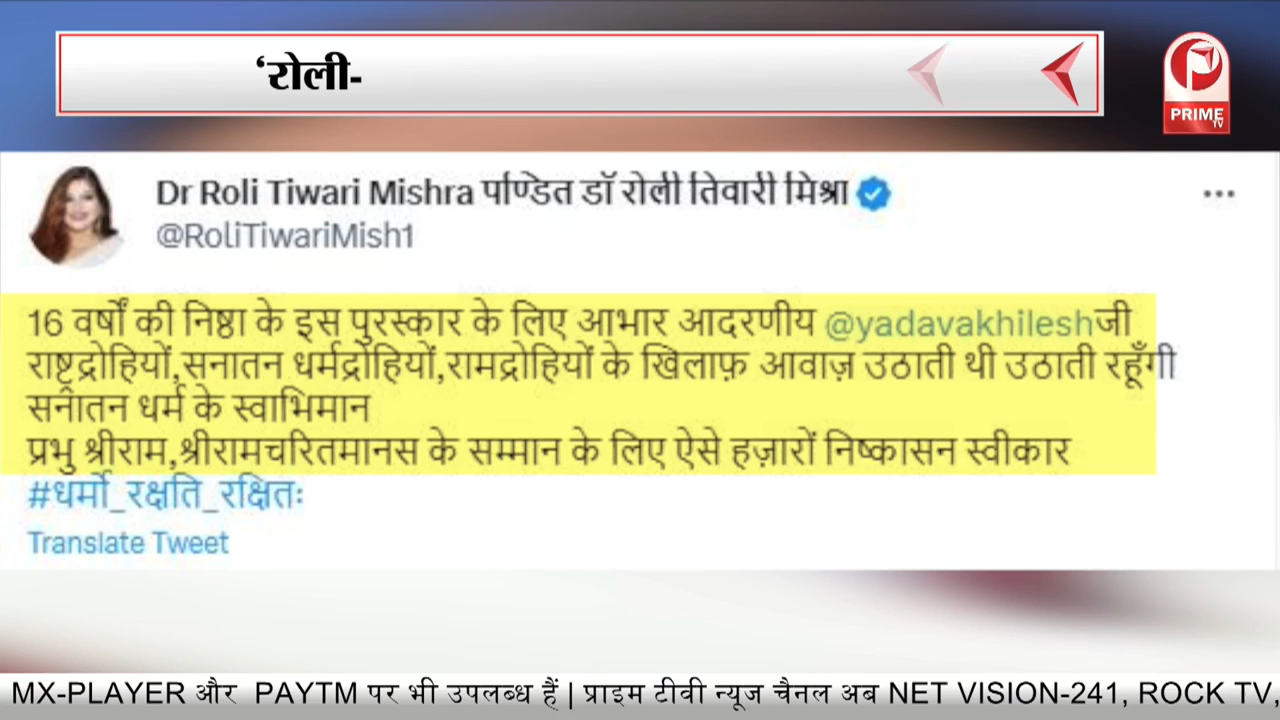 ‘रोली-
PRIME
TV
Dr Roli Tiwari Mishra पण्डित डॉ रोली तिवारी मिश्रा
@RoliTiwariMish1
16 वर्षों की निष्ठा के इस पुरस्कार के लिए आभार आदरणीय @yadavakhileshजी
राष्ट्रद्रोहियों,सनातन धर्मद्रोहियों,रामद्रोहियों के खिलाफ़ आवाज़ उठाती थी उठाती रहूँगी
सनातन धर्म के स्वाभिमान
प्रभु श्रीराम,श्रीरामचरितमानस के सम्मान के लिए ऐसे हज़ारों निष्कासन स्वीकार
#धर्मो_रक्षति_रक्षितः
Translate Tweet
MX-PLAYER और PAYTM पर भी उपलब्ध हैं | प्राइम टीवी न्यूज चैनल अब NET VISION-241, ROCK TV,